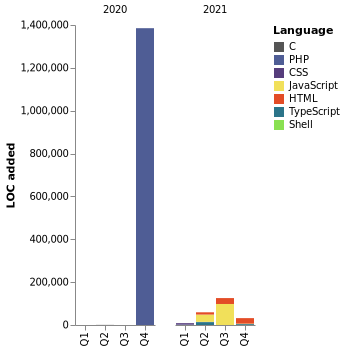 2020 2021
1,400,000
1,200,000
1,000,000
800,000
600,000
400,000
200,000
0
LOC added
Q1 Q2 Q3 Q4 Q1 Q2 Q3 Q4
Language
C
PHP
CSS
JavaScript
HTML
TypeScript
Shell